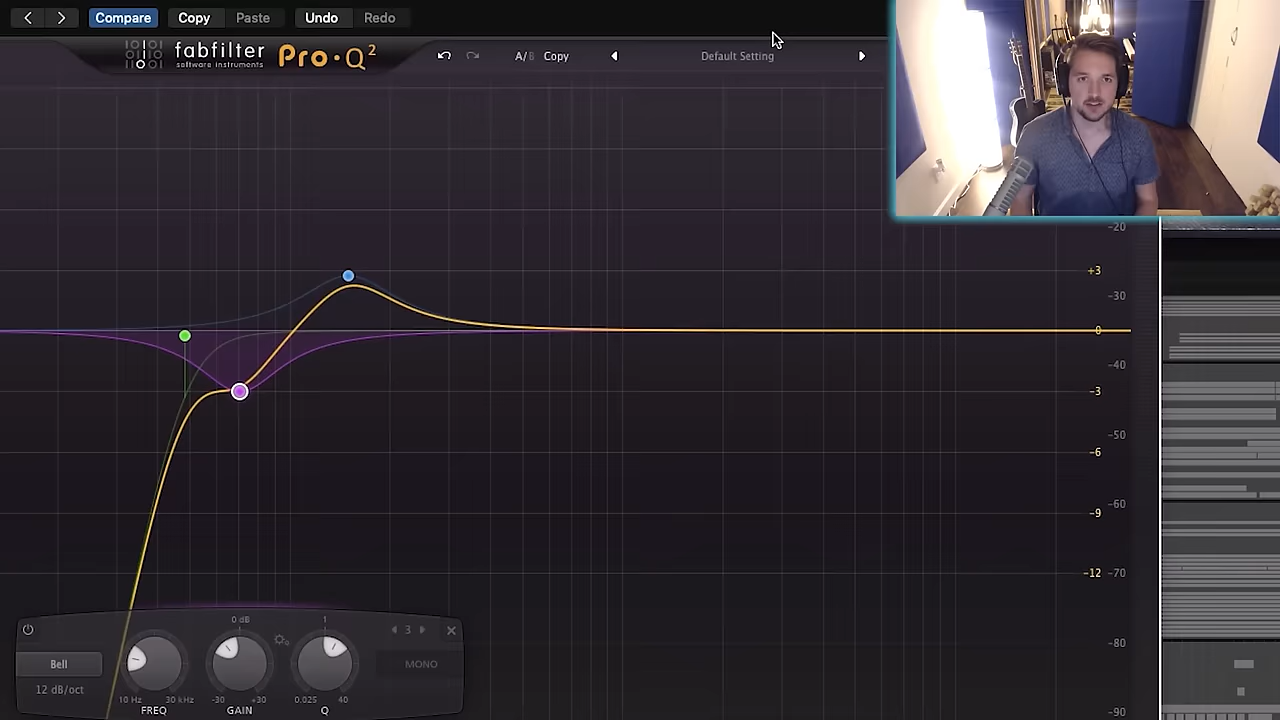 Compare Copy Paste Undo Redo
fabfilter
software instruments
Pro·Q²
A/B Copy
Default Setting
-20
+3
-30
0
-40
-3
-50
-6
-60
-9
-12 -70
-80
-90
0 dB 1
3
Bell
MONO
12 dB/oct
10 Hz 30 kHz -30 +30 0.025 40
FREQ GAIN Q